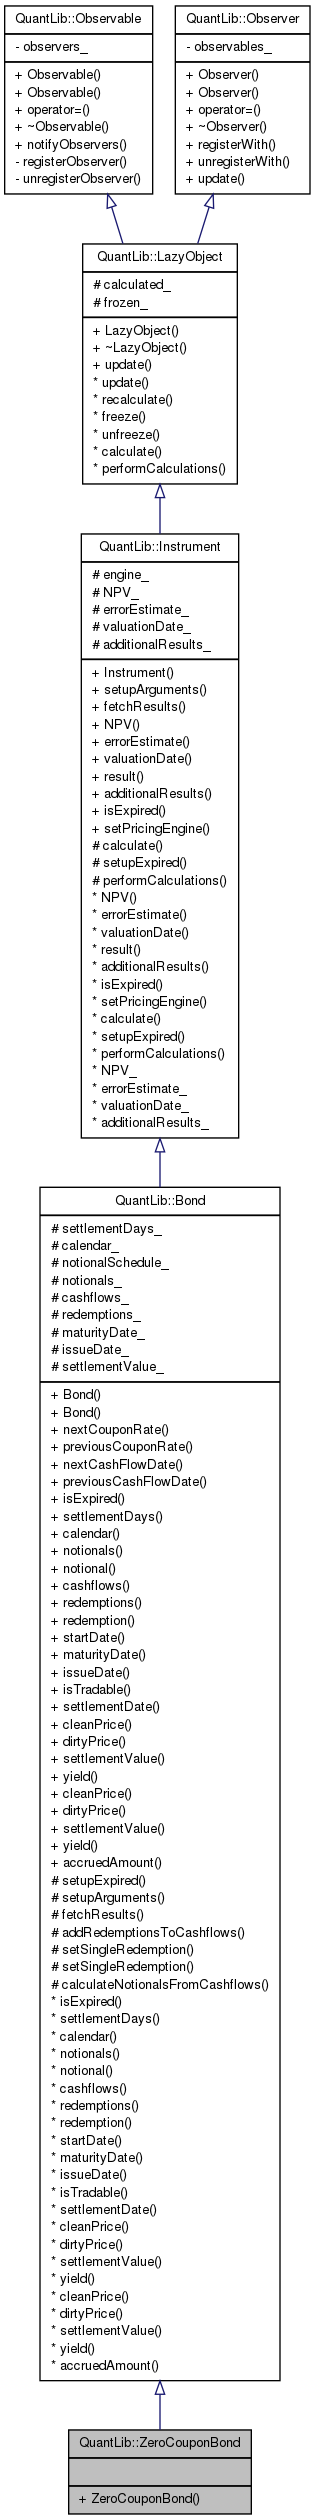 QuantLib::Observable
- observers_
+ Observable()
+ Observable()
+ operator=()
+ ~Observable()
+ notifyObservers()
- registerObserver()
- unregisterObserver()
QuantLib::Observer
- observables_
+ Observer()
+ Observer()
+ operator=()
+ ~Observer()
+ registerWith()
+ unregisterWith()
+ update()
QuantLib::LazyObject
# calculated_
# frozen_
+ LazyObject()
+ ~LazyObject()
+ update()
* update()
* recalculate()
* freeze()
* unfreeze()
* calculate()
* performCalculations()
QuantLib::Instrument
# engine_
# NPV_
# errorEstimate_
# valuationDate_
# additionalResults_
+ Instrument()
+ setupArguments()
+ fetchResults()
+ NPV()
+ errorEstimate()
+ valuationDate()
+ result()
+ additionalResults()
+ isExpired()
+ setPricingEngine()
# calculate()
# setupExpired()
# performCalculations()
* NPV()
* errorEstimate()
* valuationDate()
* result()
* additionalResults()
* isExpired()
* setPricingEngine()
* calculate()
* setupExpired()
* performCalculations()
* NPV_
* errorEstimate_
* valuationDate_
* additionalResults_
QuantLib::Bond
# settlementDays_
# calendar_
# notionalSchedule_
# notionals_
# cashflows_
# redemptions_
# maturityDate_
# issueDate_
# settlementValue_
+ Bond()
+ Bond()
+ nextCouponRate()
+ previousCouponRate()
+ nextCashFlowDate()
+ previousCashFlowDate()
+ isExpired()
+ settlementDays()
+ calendar()
+ notionals()
+ notional()
+ cashflows()
+ redemptions()
+ redemption()
+ startDate()
+ maturityDate()
+ issueDate()
+ isTradable()
+ settlementDate()
+ cleanPrice()
+ dirtyPrice()
+ settlementValue()
+ yield()
+ cleanPrice()
+ dirtyPrice()
+ settlementValue()
+ yield()
+ accruedAmount()
# setupExpired()
# setupArguments()
# fetchResults()
# addRedemptionsToCashflows()
# setSingleRedemption()
# setSingleRedemption()
# calculateNotionalsFromCashflows()
* isExpired()
* settlementDays()
* calendar()
* notionals()
* notional()
* cashflows()
* redemptions()
* redemption()
* startDate()
* maturityDate()
* issueDate()
* isTradable()
* settlementDate()
* cleanPrice()
* dirtyPrice()
* settlementValue()
* yield()
* cleanPrice()
* dirtyPrice()
* settlementValue()
* yield()
* accruedAmount()
QuantLib::ZeroCouponBond
+ ZeroCouponBond()